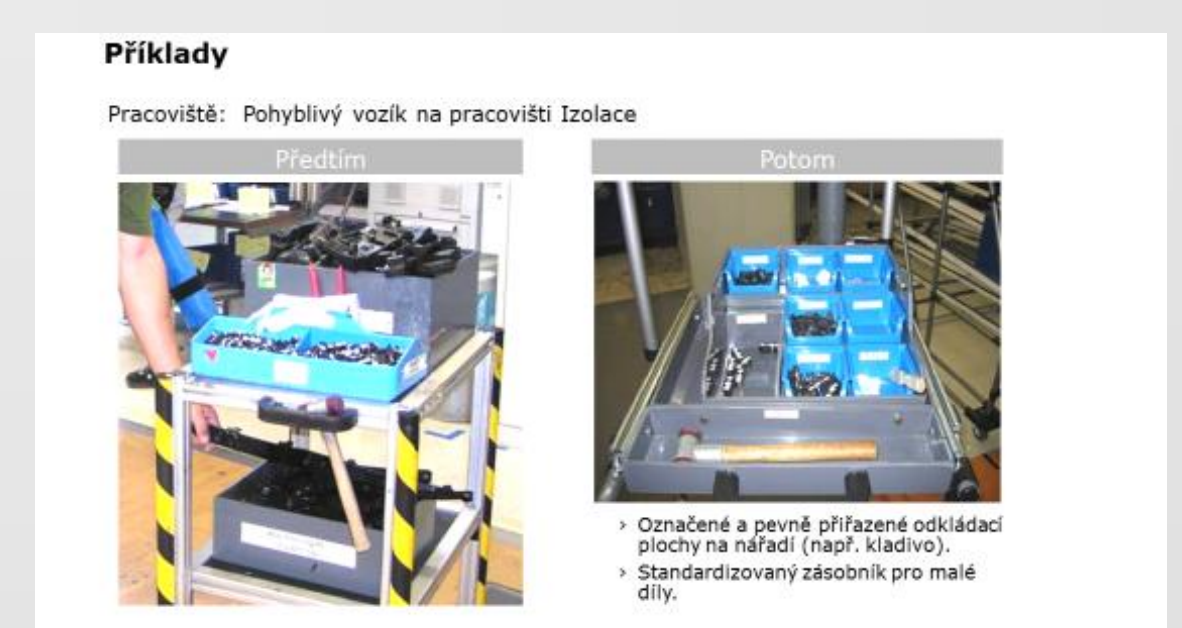 Příklady
Pracoviště: Pohyblivý vozík na pracovišti Izolace
Předtím
Potom
› Označené a pevně přiřazené odkládací
plochy na nářadí (např. kladivo).
› Standardizovaný zásobník pro malé
díly.